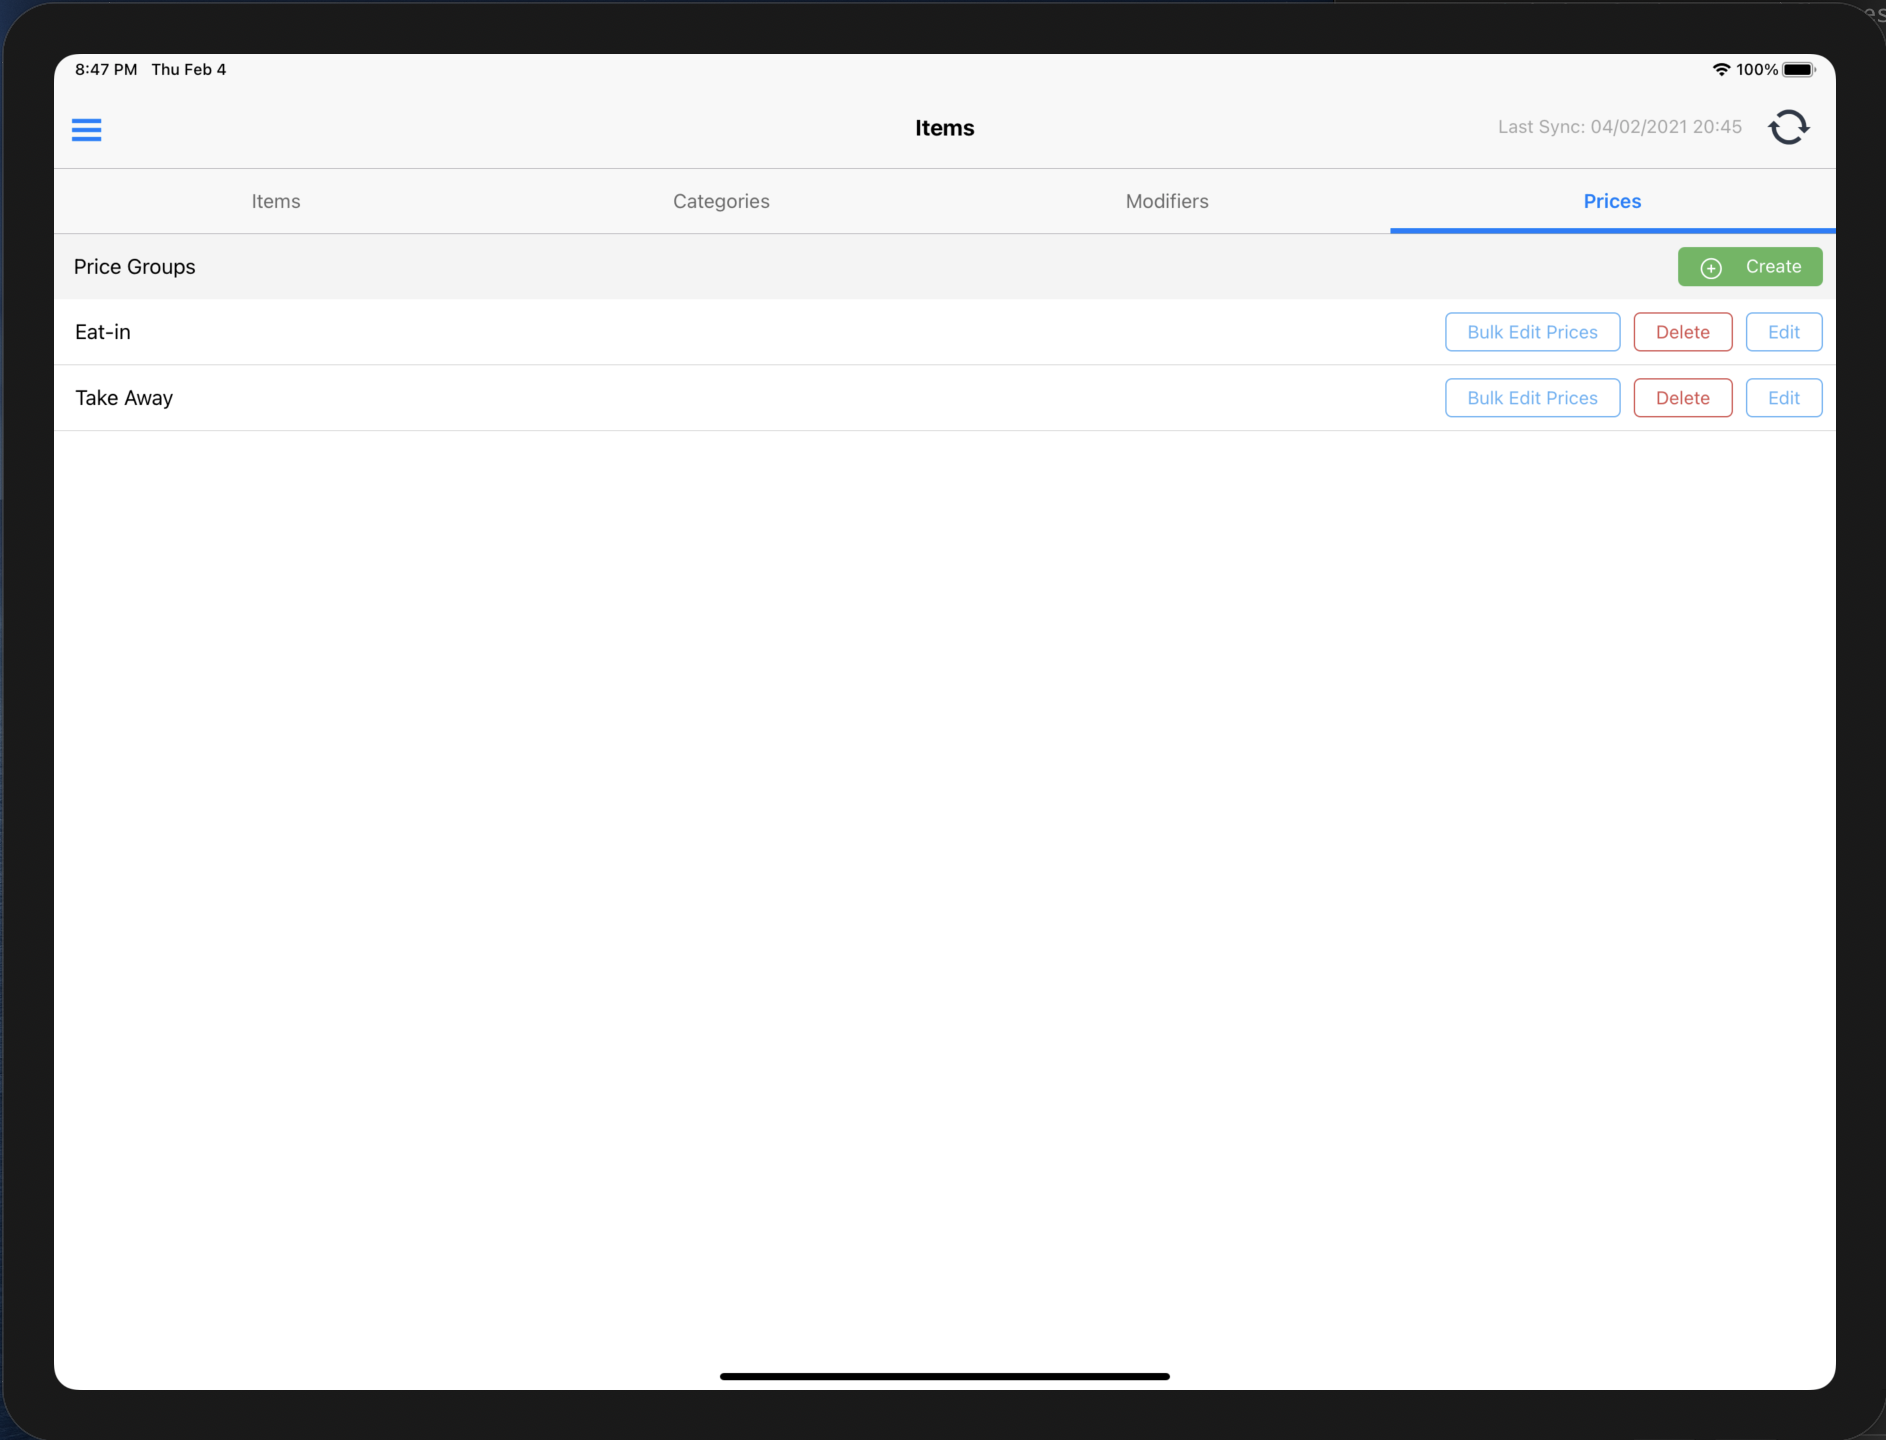 8:47 PM Thu Feb 4
100%
Items
Last Sync: 04/02/2021 20:45
Items Categories Modifiers Prices
Price Groups
Create
Eat-in
Bulk Edit Prices Delete Edit
Take Away
Bulk Edit Prices Delete Edit